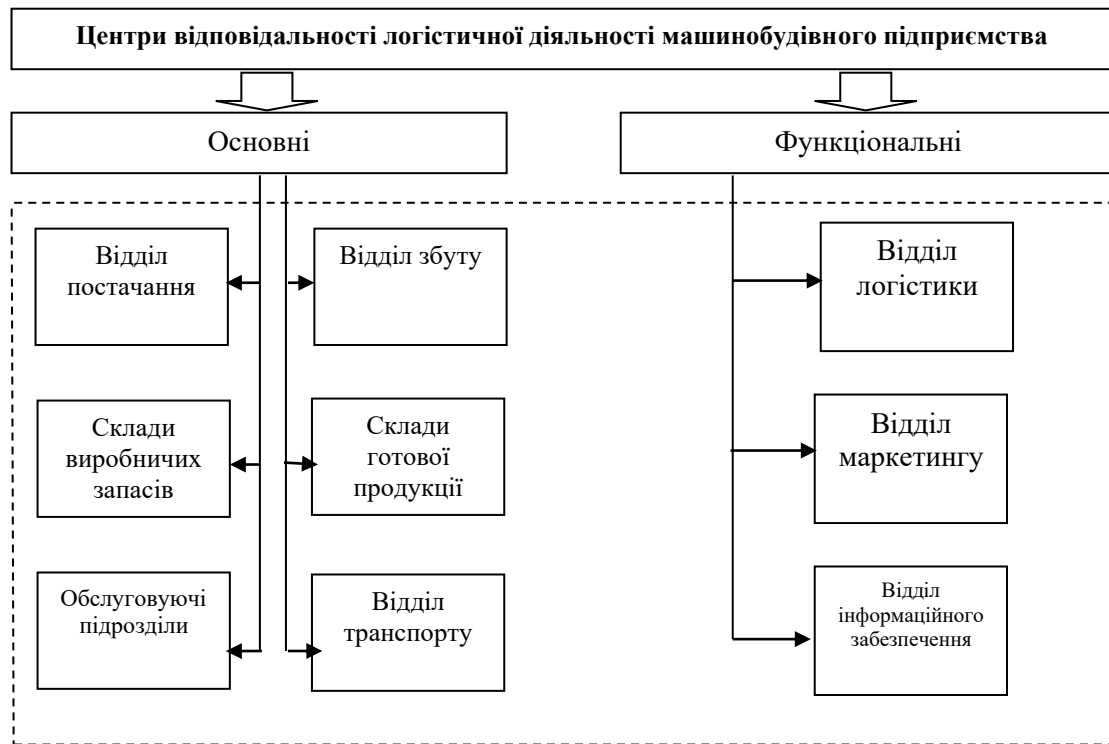 Центри відповідальності логістичної діяльності машинобудівного підприємства
Основні
Функціональні
Відділ
постачання
Відділ збуту
Відділ
логістики
Склади
виробничих
запасів
Склади
готової
продукції
Відділ
маркетингу
Обслуговуючі
підрозділи
Відділ
транспорту
Відділ
інформаційного
забезпечення